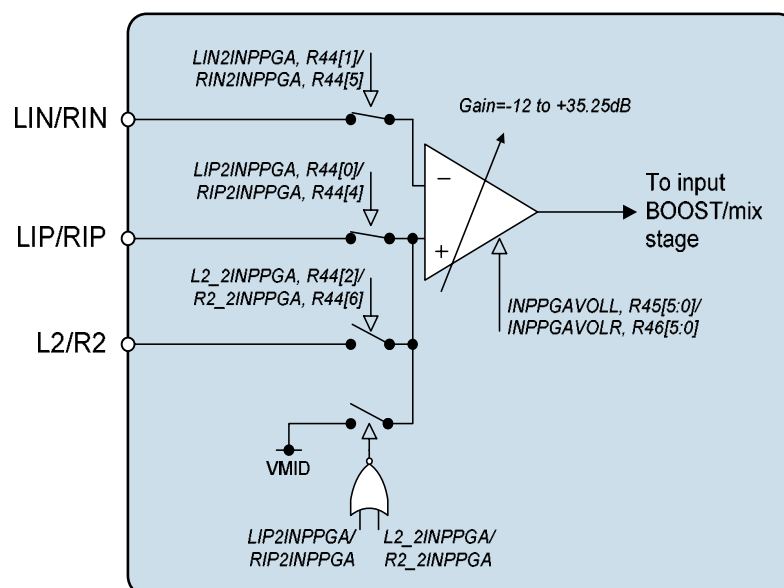 LIN2INPPGA, R44[1]/
RIN2INPPGA, R44[5]
Gain=-12 to +35.25dB
LIN/RIN
LIP2INPPGA, R44[0]/
RIP2INPPGA, R44[4]
−
To input
BOOST/mix
stage
LIP/RIP
+
L2_2INPPGA, R44[2]/
R2_2INPPGA, R44[6]
INPPGAVOLL, R45[5:0]/
INPPGAVOLR, R46[5:0]
L2/R2
VMID
LIP2INPPGA/
RIP2INPPGA
L2_2INPPGA/
R2_2INPPGA